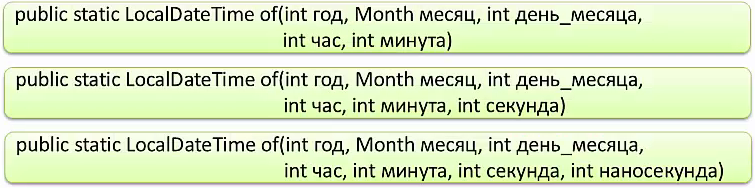 public static LocalDateTime of(int год, Month месяц, int день_месяца,
int час, int минута)
public static LocalDateTime of(int год, Month месяц, int день_месяца,
int час, int минута, int секунда)
public static LocalDateTime of(int год, Month месяц, int день_месяца,
int час, int минута, int секунда, int наносекунда)